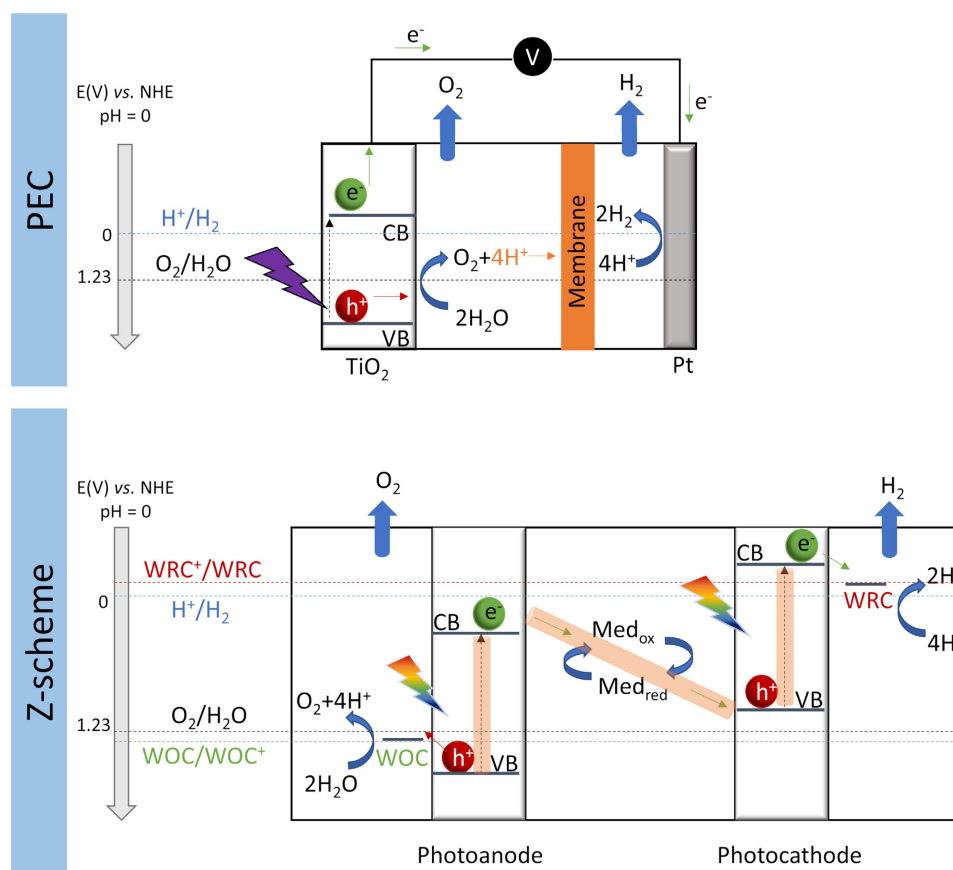 PEC
E(V) vs. NHE
pH = 0
H⁺/H₂
0
O₂/H₂O
1.23
e⁻
V
e⁻
O₂
H₂
e⁻
CB
h⁺
VB
O₂+4H⁺
2H₂O
Membrane
2H₂
4H⁺
TiO₂
Pt
Z-scheme
E(V) vs. NHE
pH = 0
WRC⁺/WRC
0
H⁺/H₂
O₂/H₂O
1.23
WOC/WOC⁺
O₂
H₂
O₂+4H⁺
2H₂O
WOC
CB
e⁻
h⁺
VB
Medₒₓ
Med_red
CB
e⁻
h⁺
VB
WRC
2H
4H
Photoanode
Photocathode